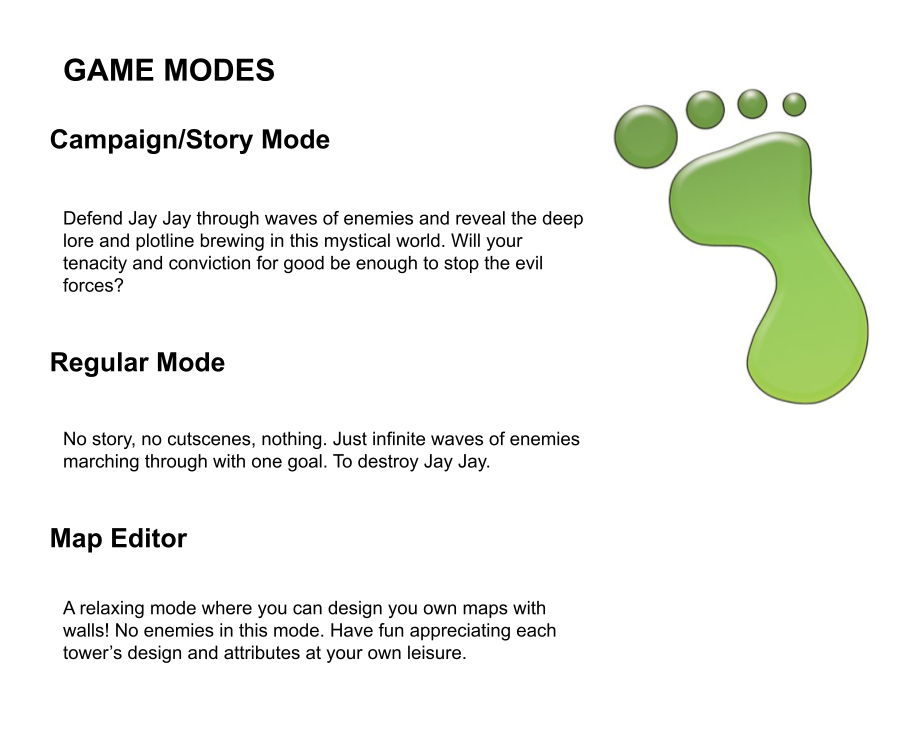 GAME MODES
Campaign/Story Mode
Defend Jay Jay through waves of enemies and reveal the deep
lore and plotline brewing in this mystical world. Will your
tenacity and conviction for good be enough to stop the evil
forces?
Regular Mode
No story, no cutscenes, nothing. Just infinite waves of enemies
marching through with one goal. To destroy Jay Jay.
Map Editor
A relaxing mode where you can design you own maps with
walls! No enemies in this mode. Have fun appreciating each
tower’s design and attributes at your own leisure.